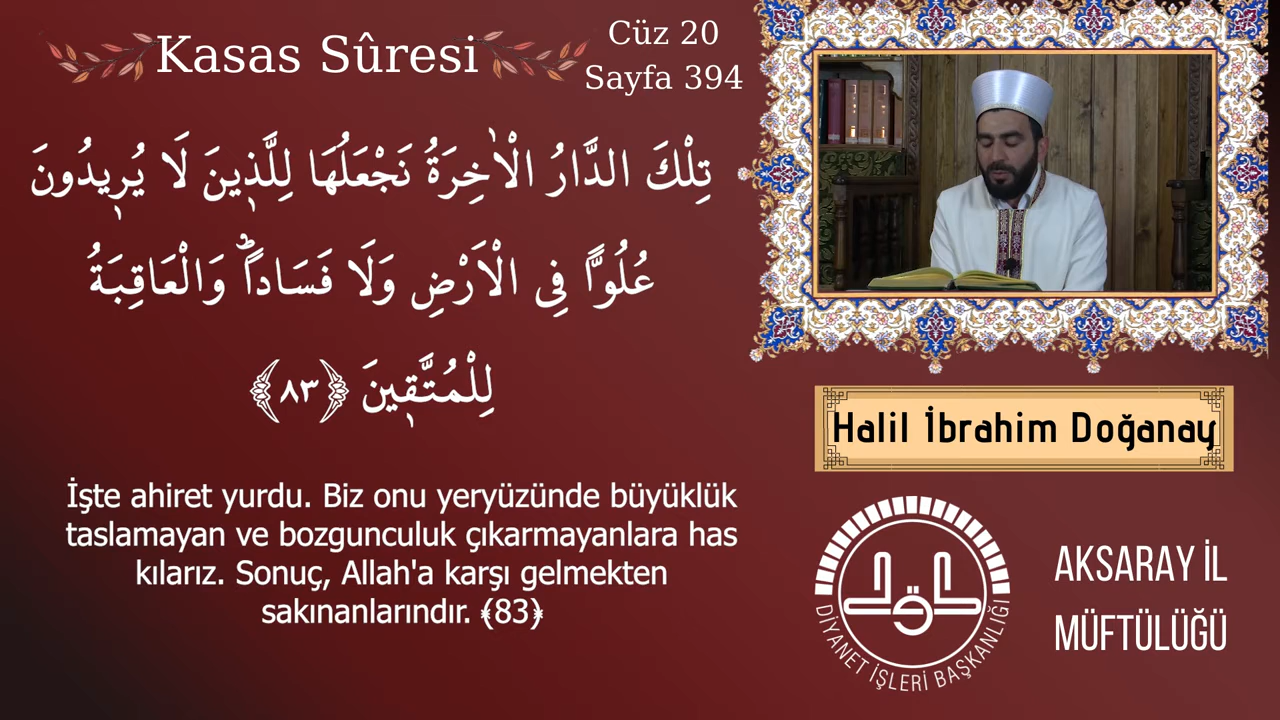 Kasas Sûresi
Cüz 20
Sayfa 394
تِلْكَ الدَّارُ الْاٰخِرَةُ نَجْعَلُهَا لِلَّذ۪ينَ لَا يُر۪يدُونَ
عُلُوًّا فِي الْاَرْضِ وَلَا فَسَاداًۜ وَالْعَاقِبَةُ
لِلْمُتَّق۪ينَ ﴿٨٣﴾
İşte ahiret yurdu. Biz onu yeryüzünde büyüklük
taslamayan ve bozgunculuk çıkarmayanlara has
kılarız. Sonuç, Allah'a karşı gelmekten
sakınanlarındır. ﴾83﴿
Halil İbrahim Doğanay
DİYANET İŞLERİ BAŞKANLIĞI
AKSARAY İL
MÜFTÜLÜĞÜ